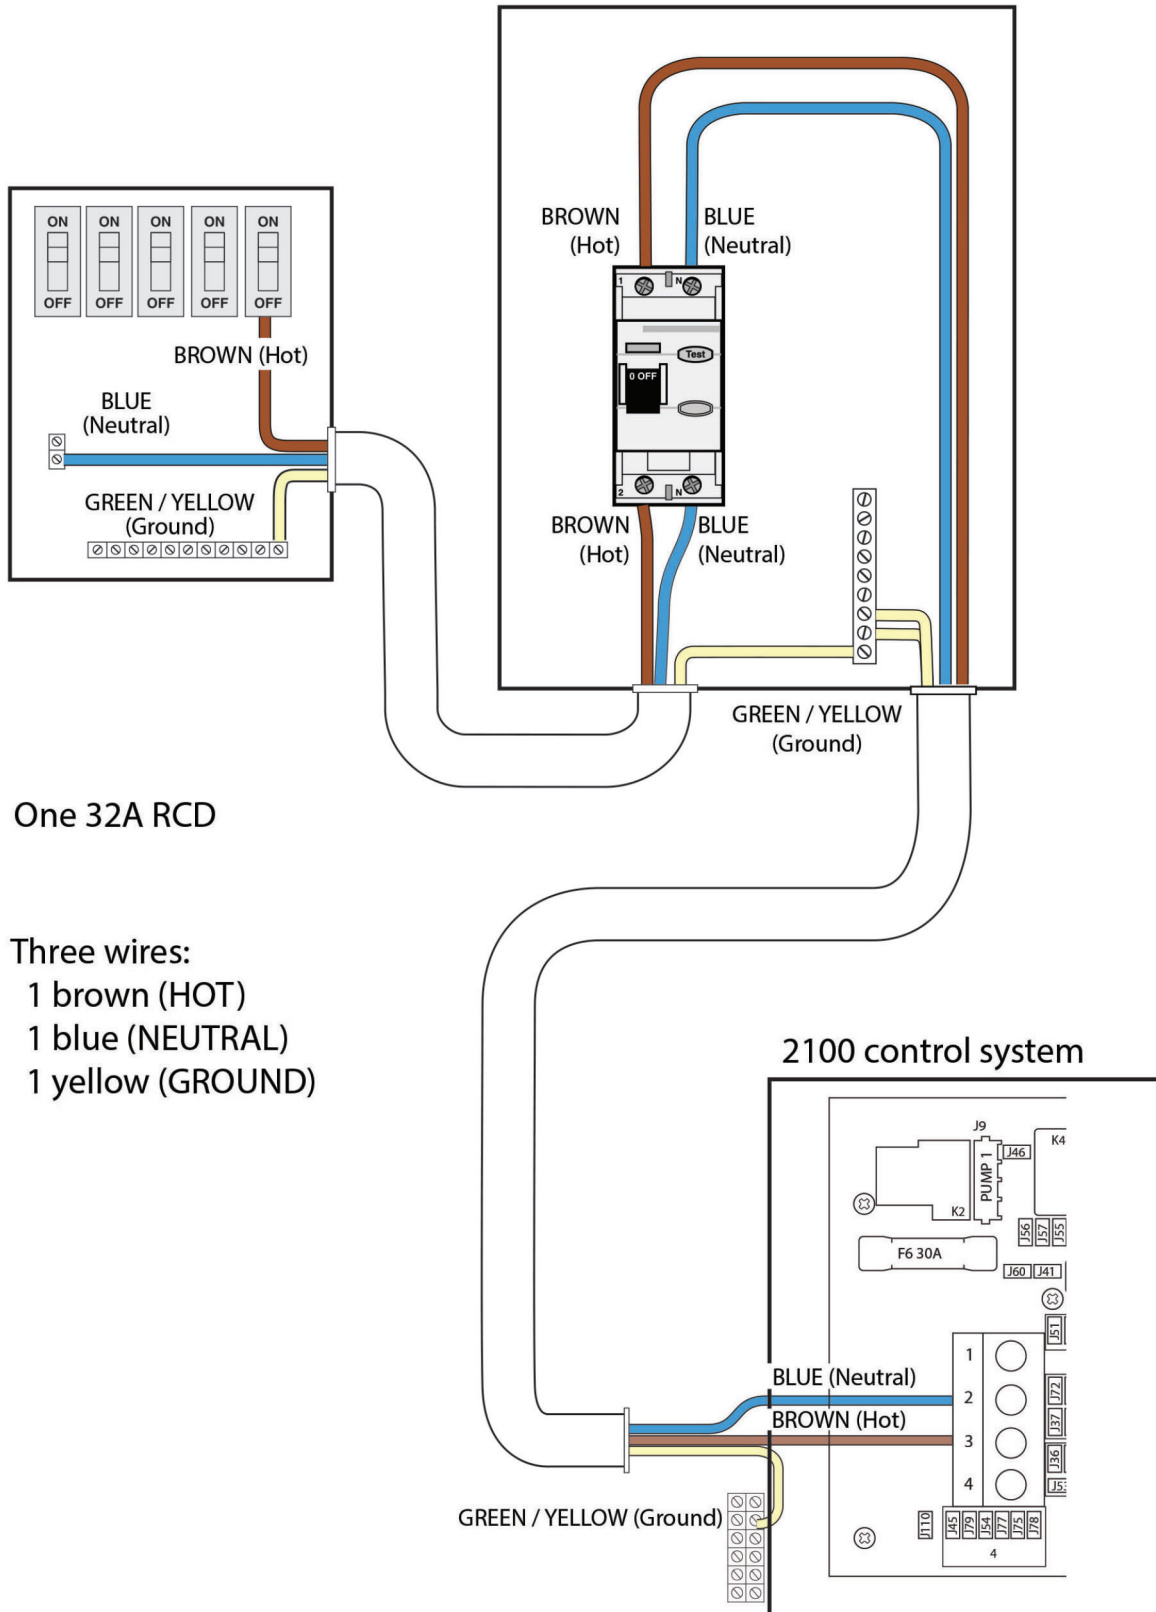 ON
ON
ON
ON
ON
OFF
OFF
OFF
OFF
OFF
BROWN (Hot)
BLUE
(Neutral)
GREEN / YELLOW
(Ground)
BROWN
(Hot)
BLUE
(Neutral)
1
N
Test
0 OFF
2
N
BROWN
(Hot)
BLUE
(Neutral)
GREEN / YELLOW
(Ground)
One 32A RCD
Three wires:
1 brown (HOT)
1 blue (NEUTRAL)
1 yellow (GROUND)
2100 control system
J9
J46
K4
PUMP 1
K2
J56
J57
J55
F6 30A
J60
J41
J51
1
BLUE (Neutral)
2
J72
BROWN (Hot)
J37
3
J36
4
GREEN / YELLOW (Ground)
J110
J45
J79
J54
J77
J75
J78
4